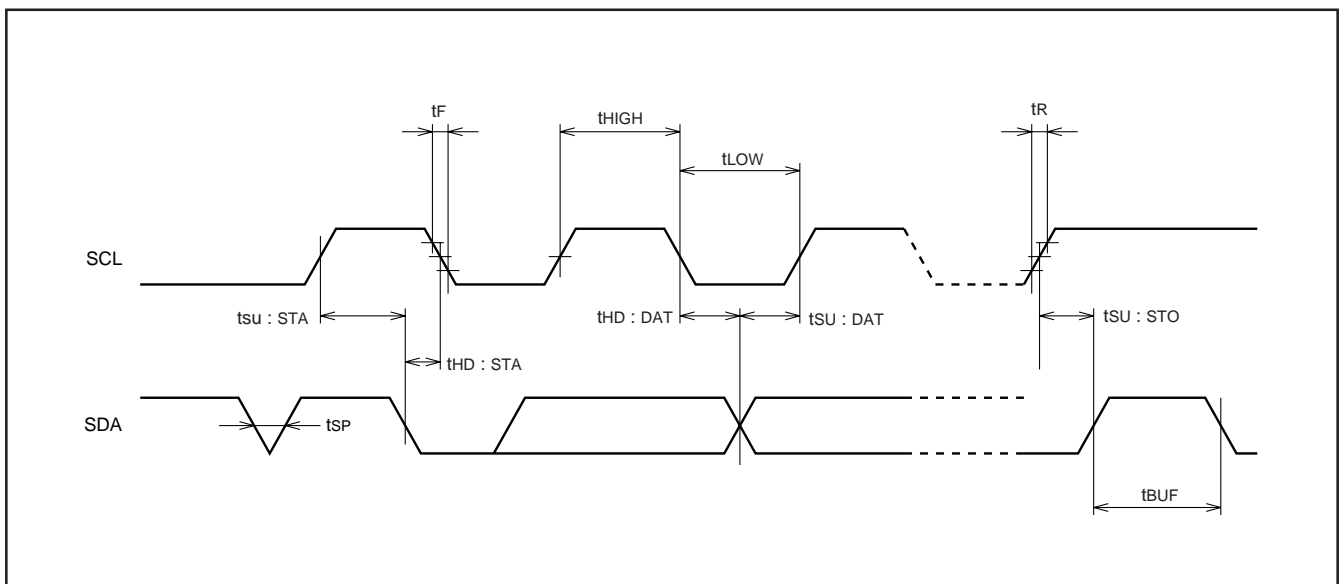 tF
tHIGH
tR
tLOW
SCL
tsu : STA
tHD : DAT
tSU : DAT
tSU : STO
tHD : STA
SDA
tSP
tBUF